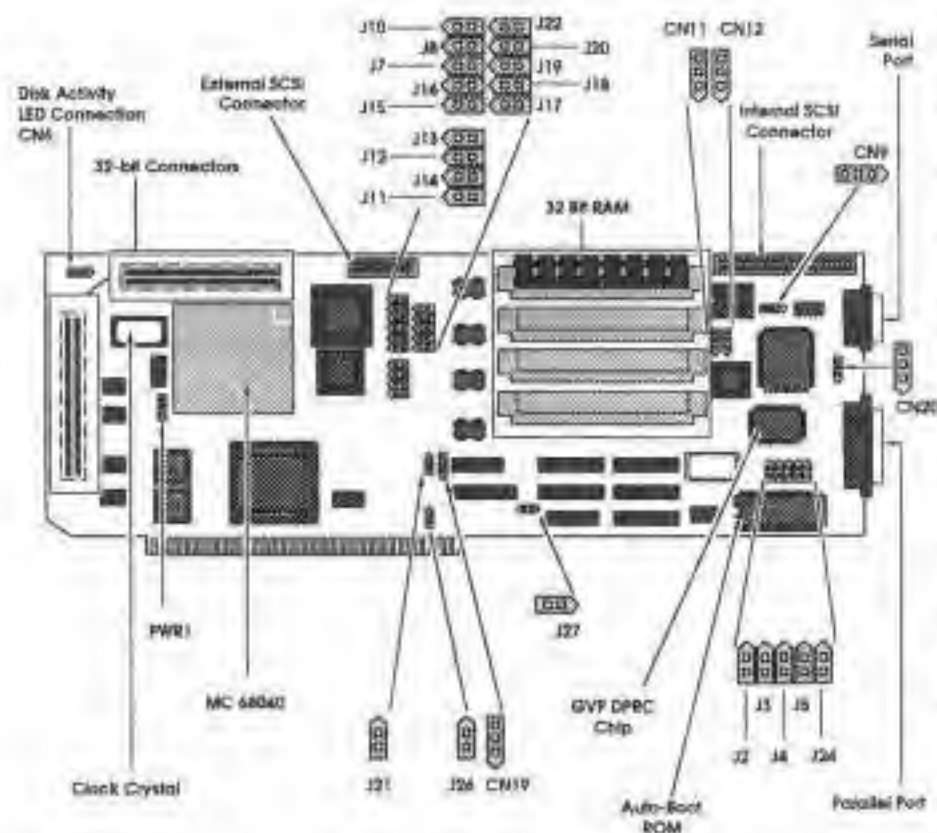 J10
J22
J8
J20
J7
J19
J16
J18
J15
J17
J13
J12
J14
J11
CN11 CN12
Serial
Port
Disk Activity
LED Connection
CN4
External SCSI
Connector
Internal SCSI
Connector
CN9
32-bit Connectors
32 Bit RAM
CN20
J27
PWR1
MC 68040
GVP DPRC
Chip
J3
J5
J2
J4
J24
J21
J26
CN19
Clock Crystal
Auto-Boot
ROM
Parallel Port